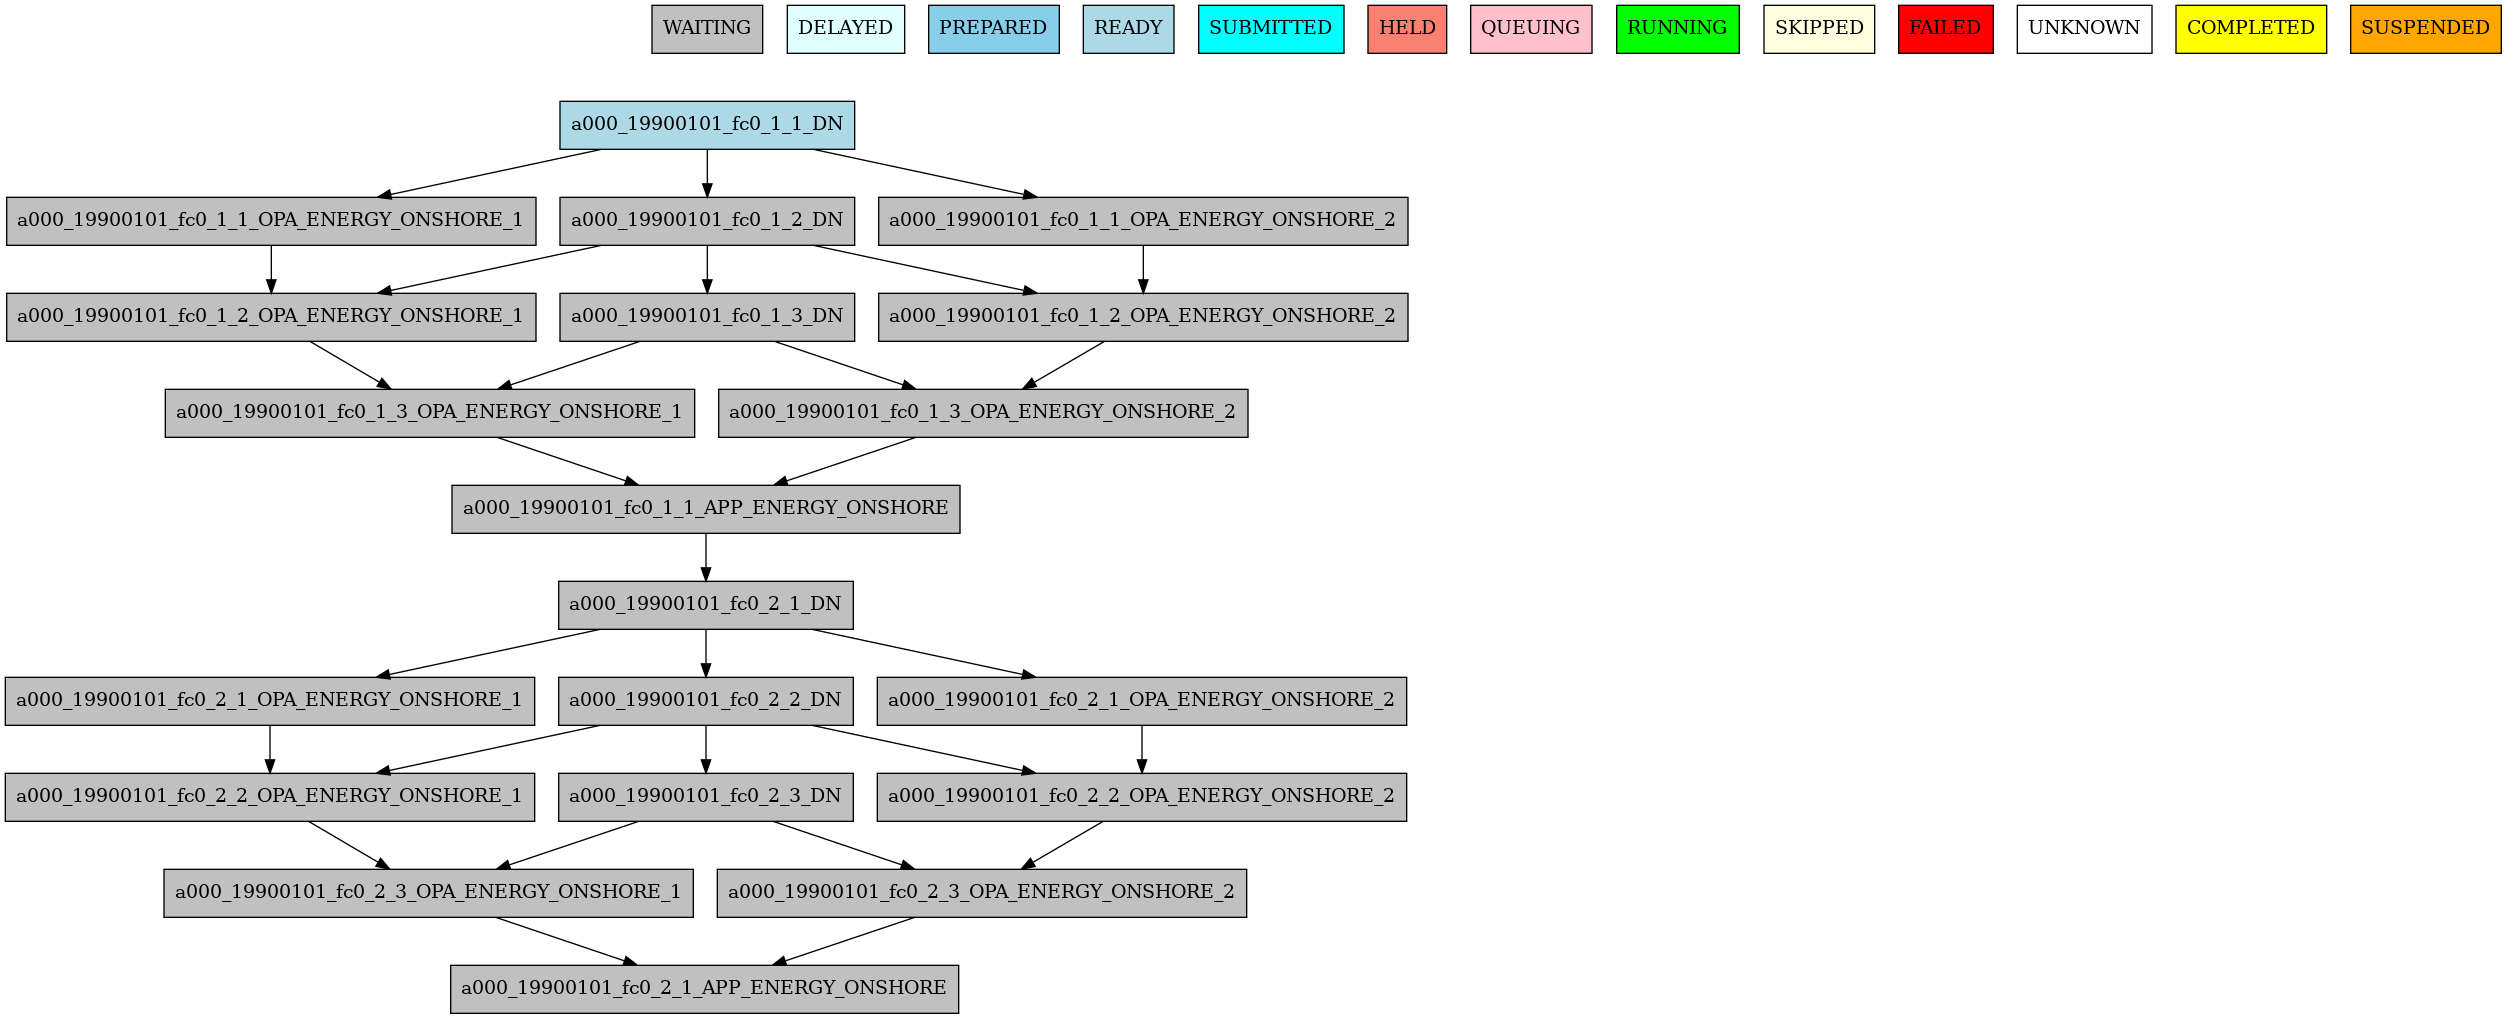 WAITING
DELAYED
PREPARED
READY
SUBMITTED
HELD
QUEUING
RUNNING
SKIPPED
FAILED
UNKNOWN
COMPLETED
SUSPENDED
a000_19900101_fc0_1_1_DN
a000_19900101_fc0_1_1_OPA_ENERGY_ONSHORE_1
a000_19900101_fc0_1_2_DN
a000_19900101_fc0_1_1_OPA_ENERGY_ONSHORE_2
a000_19900101_fc0_1_2_OPA_ENERGY_ONSHORE_1
a000_19900101_fc0_1_3_DN
a000_19900101_fc0_1_2_OPA_ENERGY_ONSHORE_2
a000_19900101_fc0_1_3_OPA_ENERGY_ONSHORE_1
a000_19900101_fc0_1_3_OPA_ENERGY_ONSHORE_2
a000_19900101_fc0_1_1_APP_ENERGY_ONSHORE
a000_19900101_fc0_2_1_DN
a000_19900101_fc0_2_1_OPA_ENERGY_ONSHORE_1
a000_19900101_fc0_2_2_DN
a000_19900101_fc0_2_1_OPA_ENERGY_ONSHORE_2
a000_19900101_fc0_2_2_OPA_ENERGY_ONSHORE_1
a000_19900101_fc0_2_3_DN
a000_19900101_fc0_2_2_OPA_ENERGY_ONSHORE_2
a000_19900101_fc0_2_3_OPA_ENERGY_ONSHORE_1
a000_19900101_fc0_2_3_OPA_ENERGY_ONSHORE_2
a000_19900101_fc0_2_1_APP_ENERGY_ONSHORE